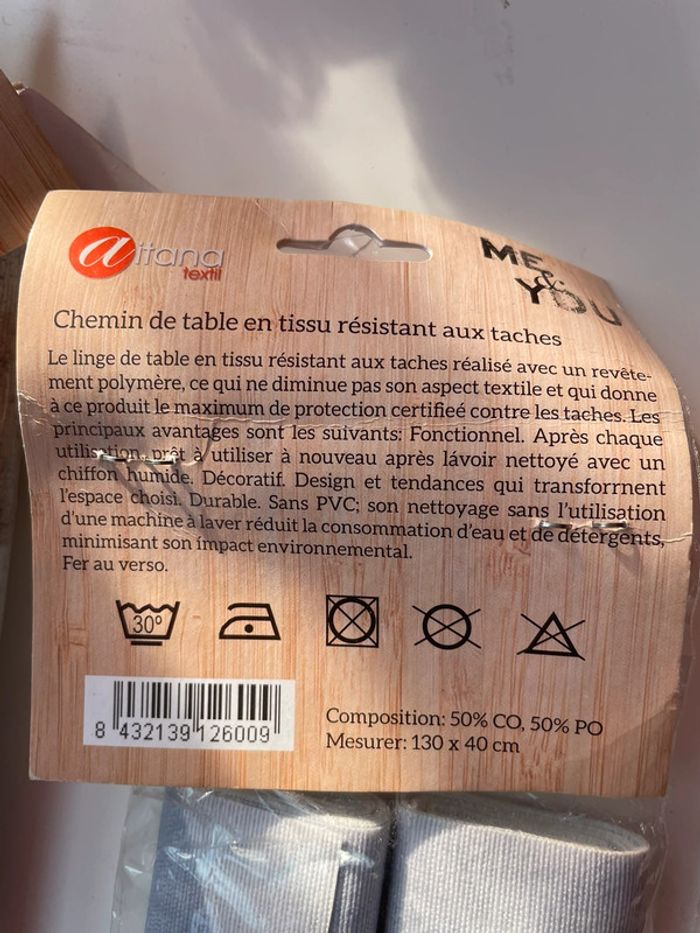 aitana
textil
ME
&
YOU
Chemin de table en tissu résistant aux taches
Le linge de table en tissu résistant aux taches réalisé avec un revête-
ment polymère, ce qui ne diminue pas son aspect textile et qui donne
à ce produit le maximum de protection certifieé contre les taches. Les
principaux avantages sont les suivants: Fonctionnel. Après chaque
utilisation, prêt à utiliser à nouveau après lávoir nettoyé avec un
chiffon humide. Décoratif. Design et tendances qui transforrnent
l'espace choisi. Durable. Sans PVC; son nettoyage sans l'utilisation
d'une machine à laver réduit la consommation d'eau et de détergents,
minimisant son ímpact environnemental.
Fer au verso.
30º
8 432139 126009
Composition: 50% CO, 50% PO
Mesurer: 130 x 40 cm